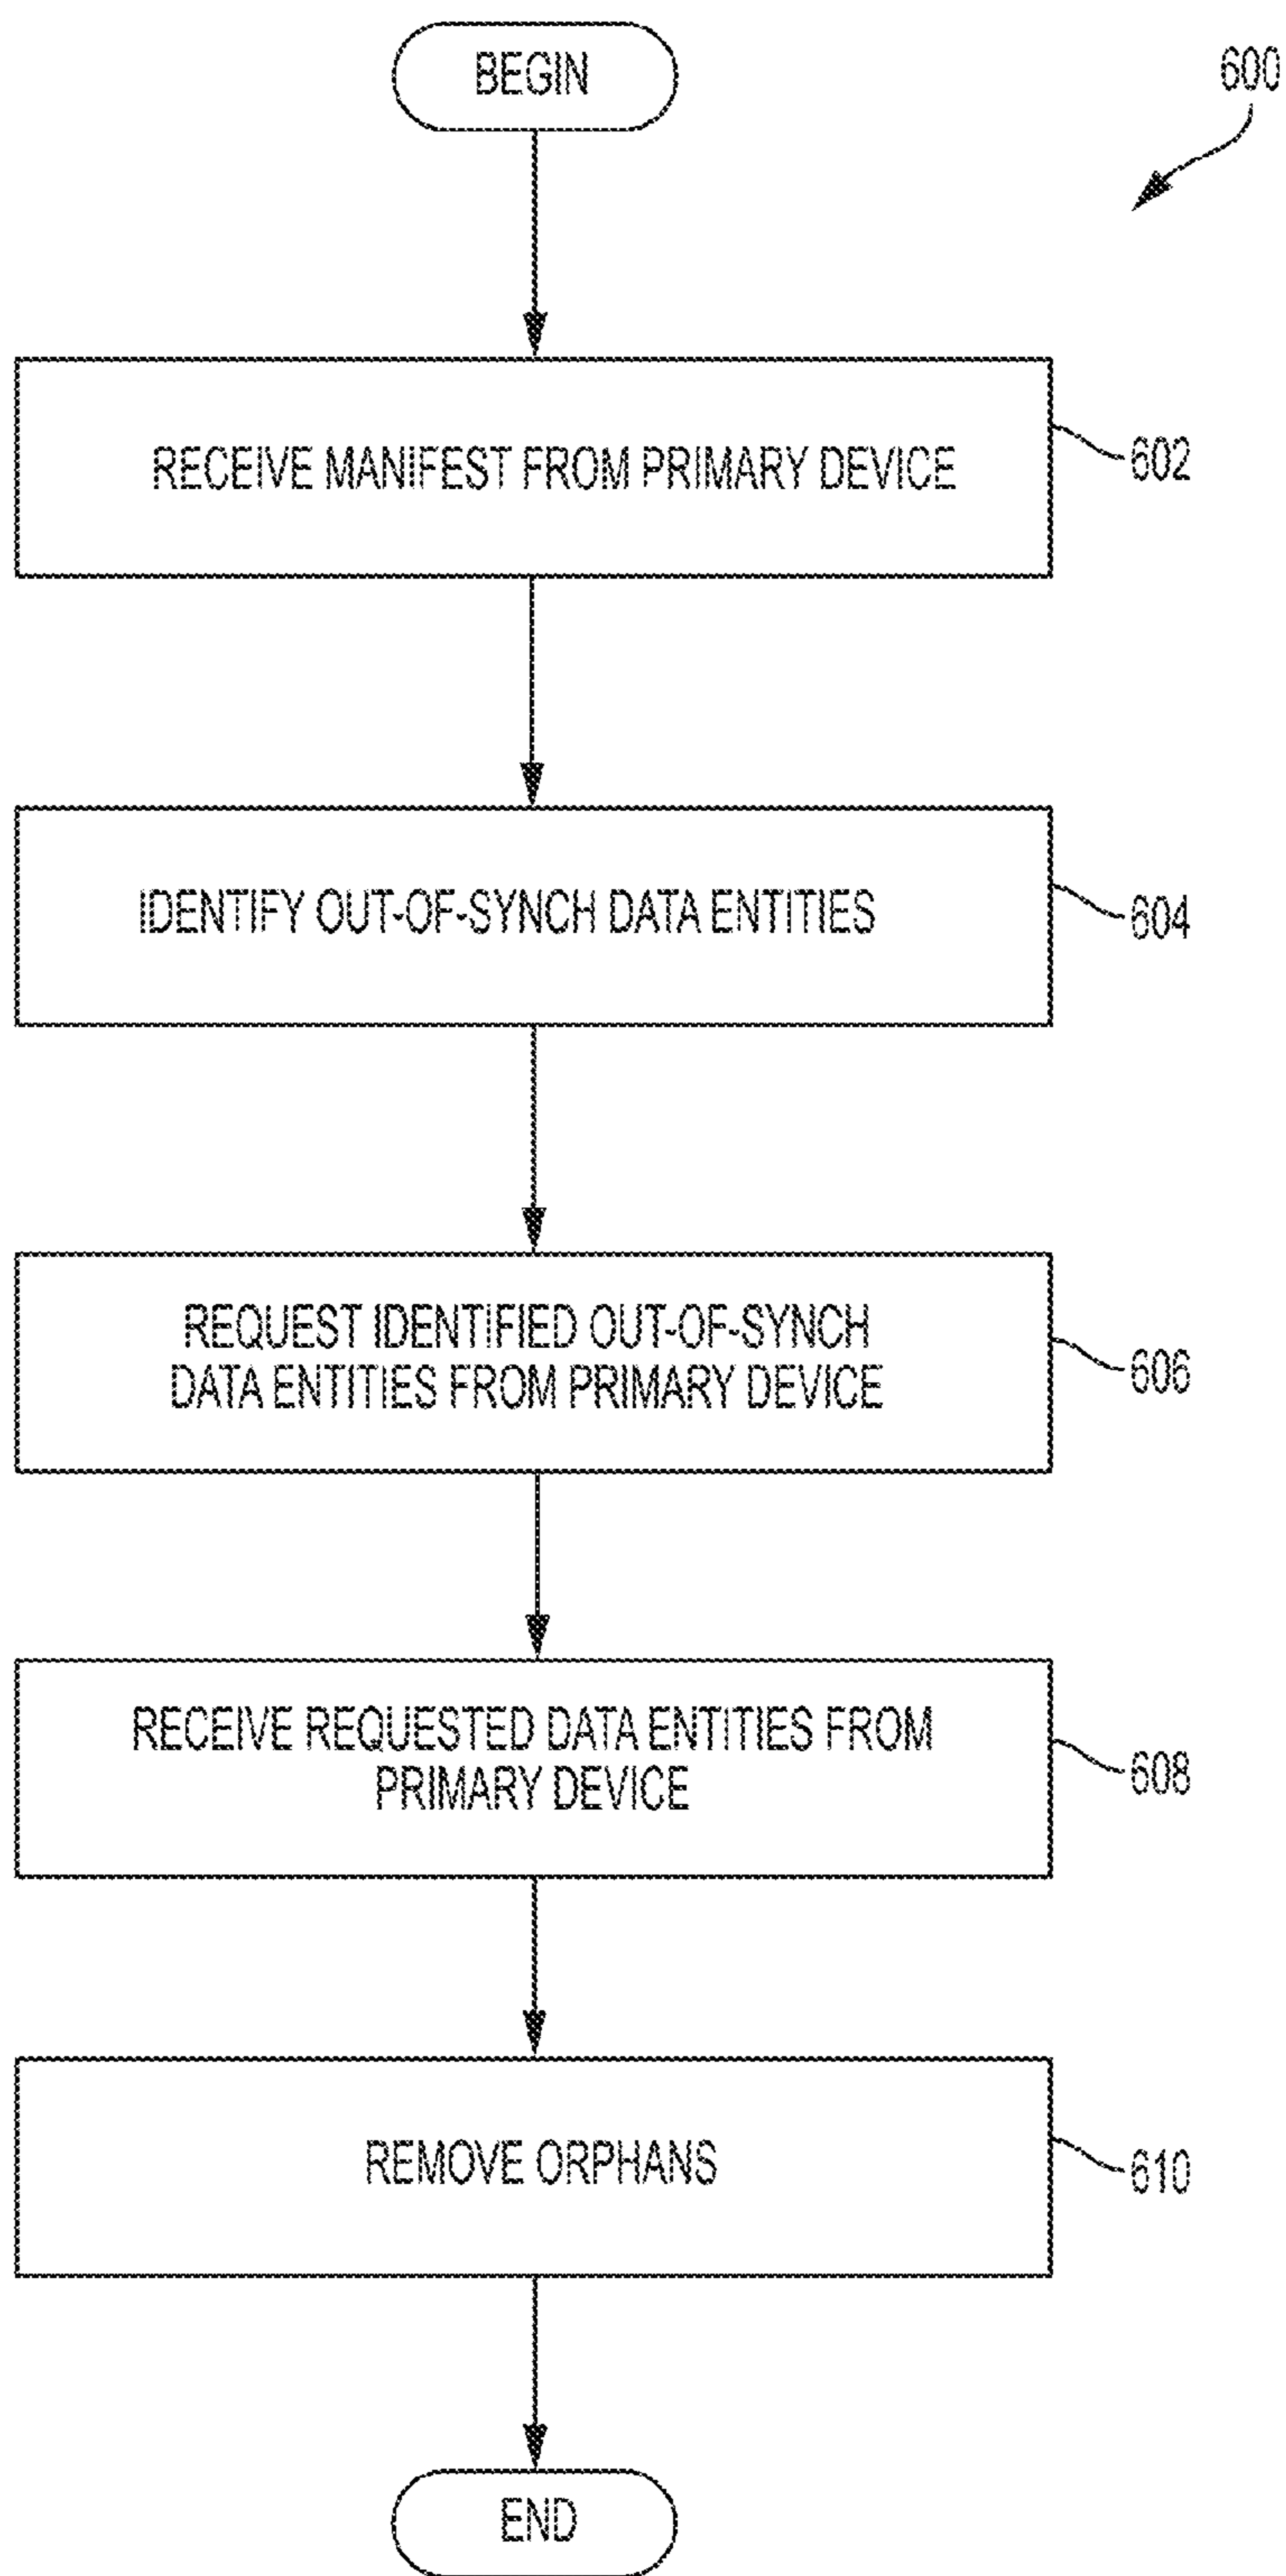 BEGIN
600
RECEIVE MANIFEST FROM PRIMARY DEVICE
602
IDENTIFY OUT-OF-SYNCH DATA ENTITIES
604
REQUEST IDENTIFIED OUT-OF-SYNCH
DATA ENTITIES FROM PRIMARY DEVICE
606
RECEIVE REQUESTED DATA ENTITIES FROM
PRIMARY DEVICE
608
REMOVE ORPHANS
610
END